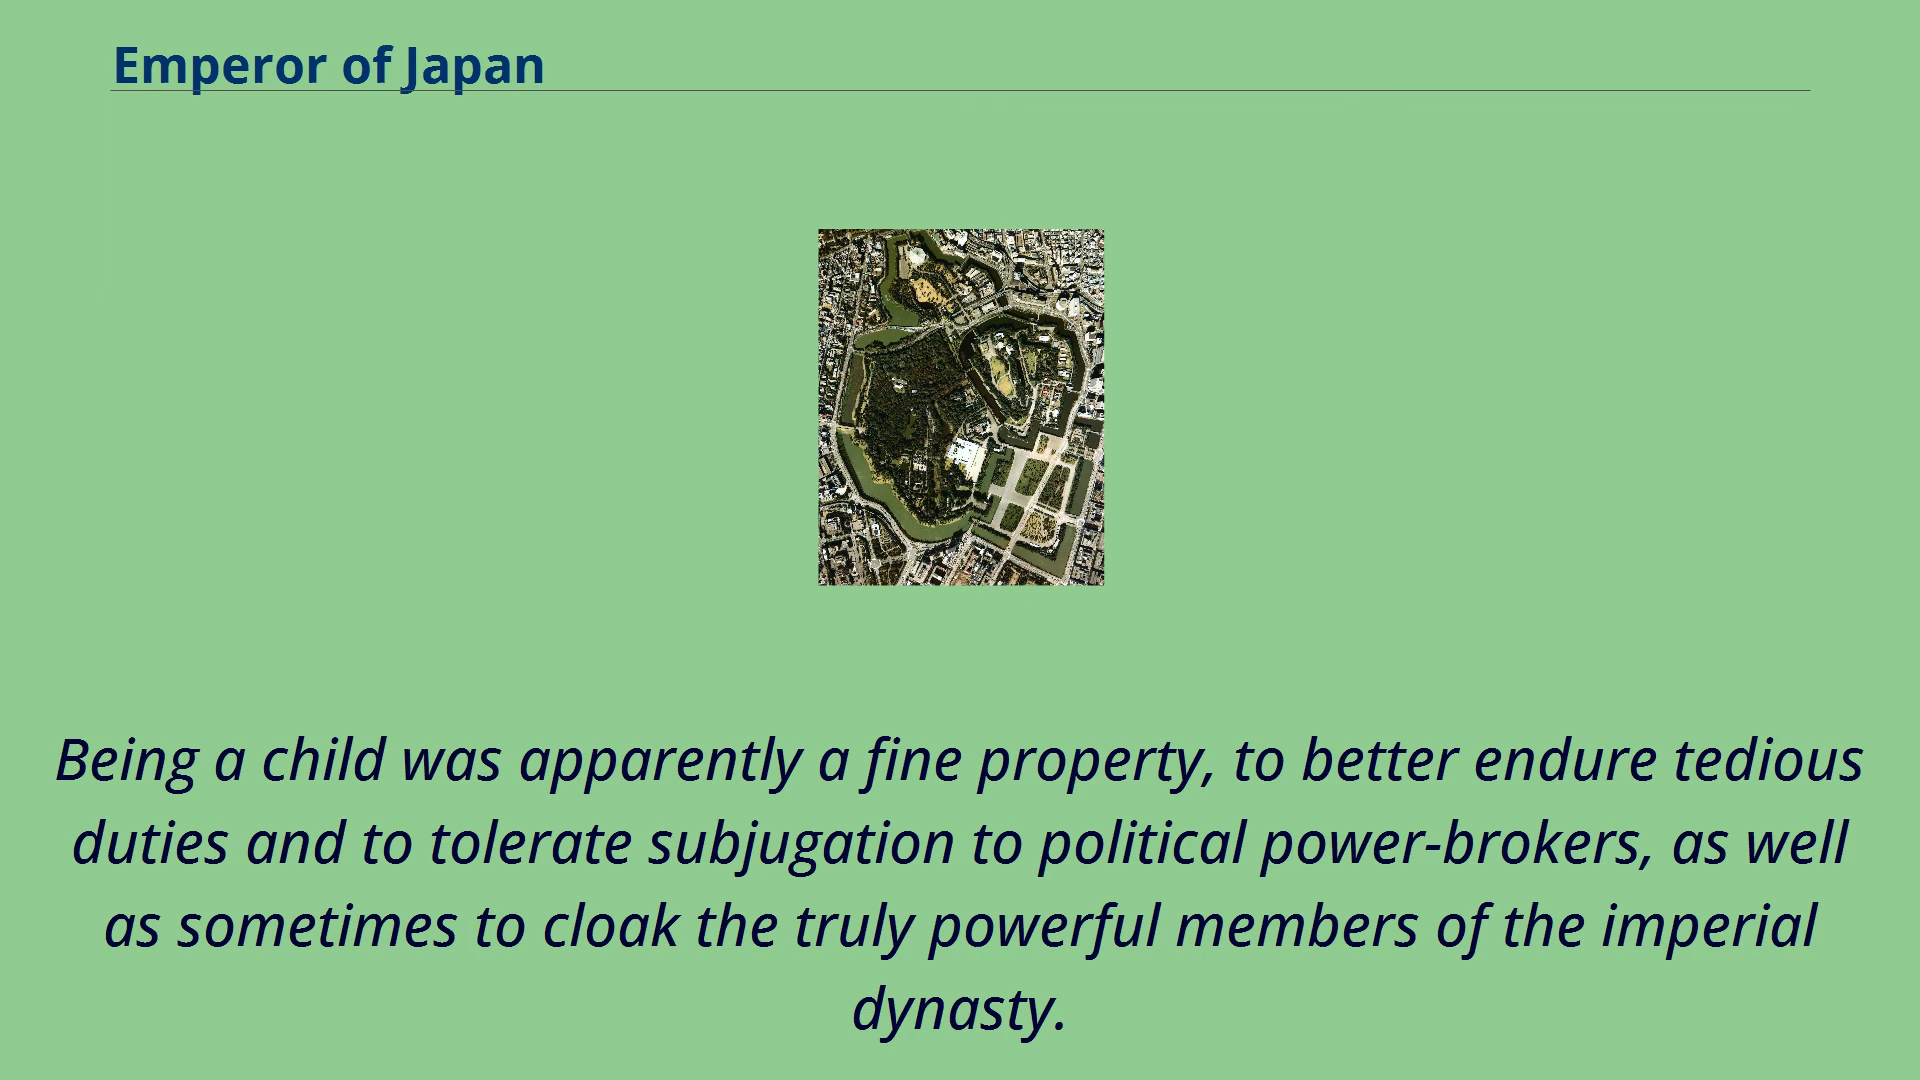 Emperor of Japan
Being a child was apparently a fine property, to better endure tedious
duties and to tolerate subjugation to political power-brokers, as well
as sometimes to cloak the truly powerful members of the imperial
dynasty.